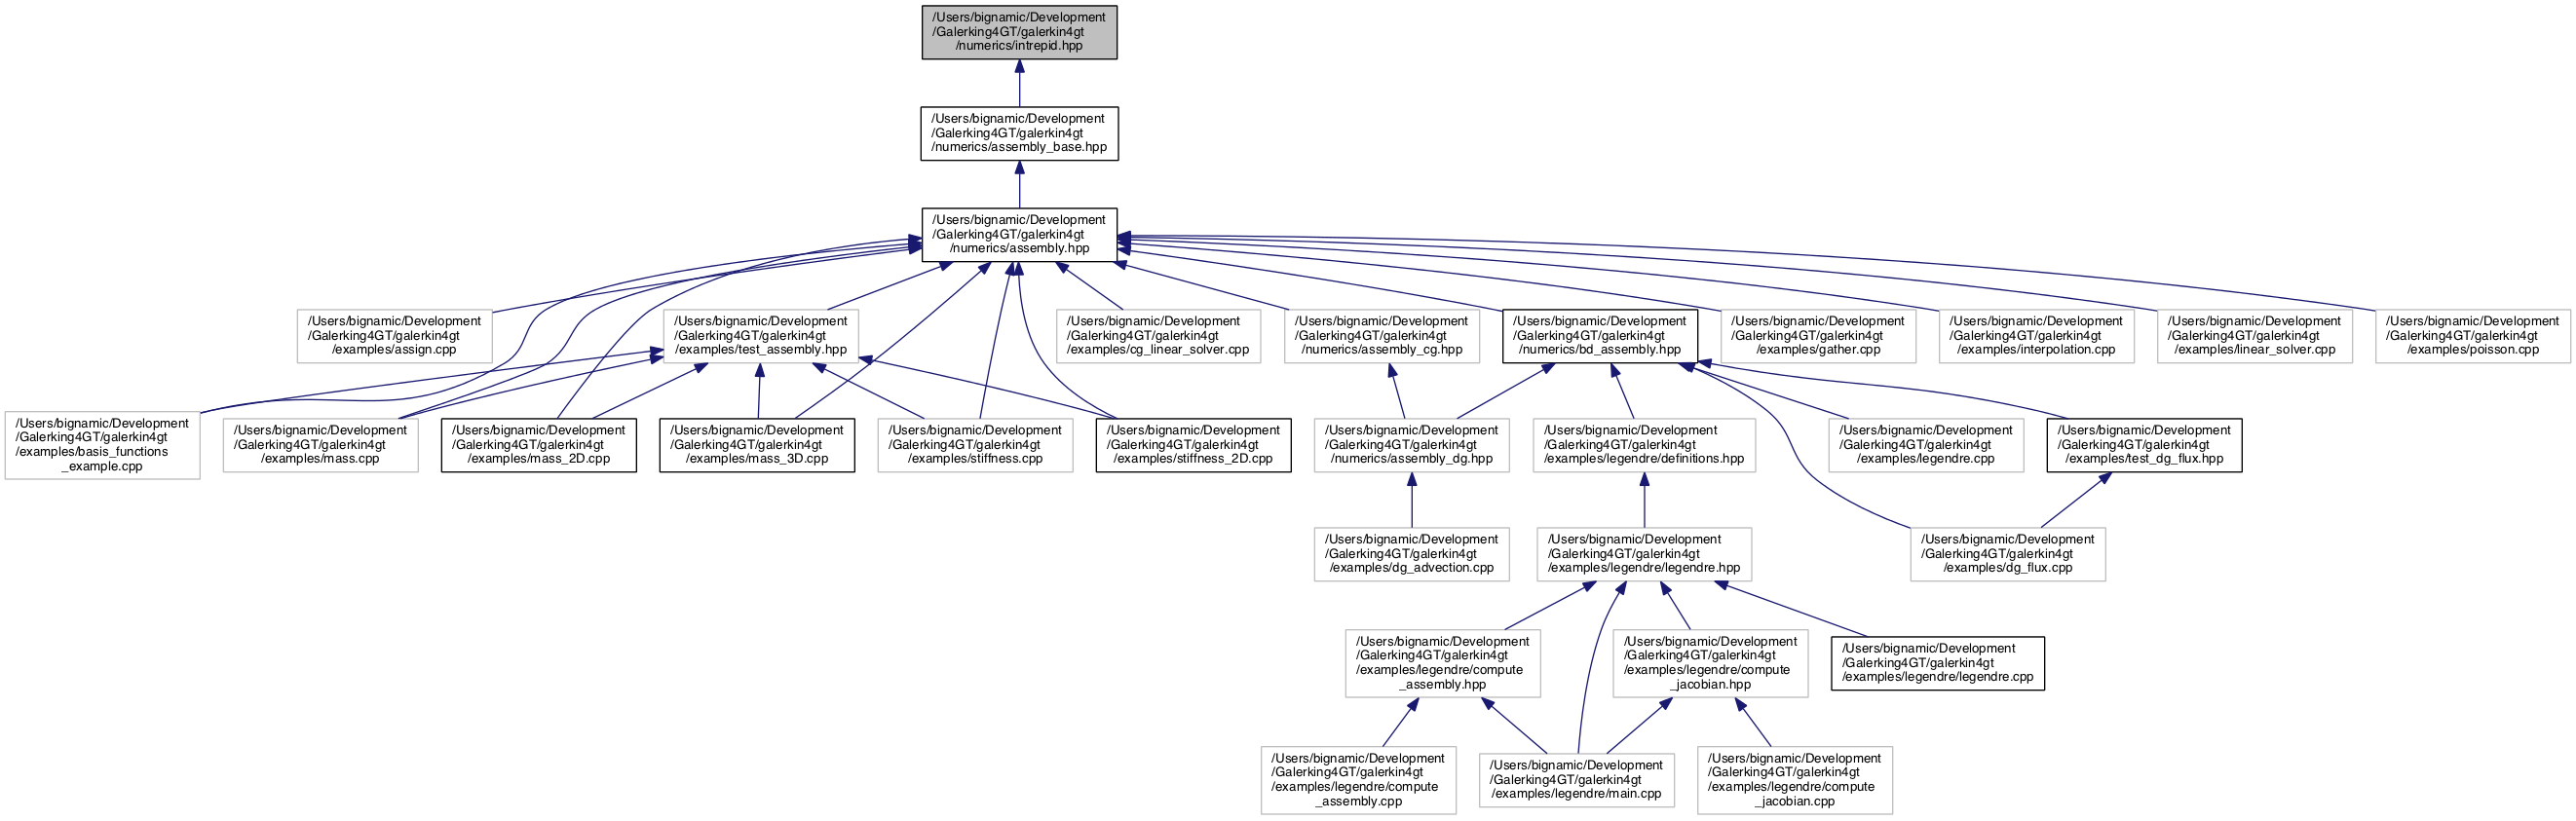 /Users/bignamic/Development
/Galerking4GT/galerkin4gt
/numerics/intrepid.hpp
/Users/bignamic/Development
/Galerking4GT/galerkin4gt
/numerics/assembly_base.hpp
/Users/bignamic/Development
/Galerking4GT/galerkin4gt
/numerics/assembly.hpp
/Users/bignamic/Development
/Galerking4GT/galerkin4gt
/examples/assign.cpp
/Users/bignamic/Development
/Galerking4GT/galerkin4gt
/examples/test_assembly.hpp
/Users/bignamic/Development
/Galerking4GT/galerkin4gt
/examples/cg_linear_solver.cpp
/Users/bignamic/Development
/Galerking4GT/galerkin4gt
/numerics/assembly_cg.hpp
/Users/bignamic/Development
/Galerking4GT/galerkin4gt
/numerics/bd_assembly.hpp
/Users/bignamic/Development
/Galerking4GT/galerkin4gt
/examples/gather.cpp
/Users/bignamic/Development
/Galerking4GT/galerkin4gt
/examples/interpolation.cpp
/Users/bignamic/Development
/Galerking4GT/galerkin4gt
/examples/linear_solver.cpp
/Users/bignamic/Development
/Galerking4GT/galerkin4gt
/examples/poisson.cpp
/Users/bignamic/Development
/Galerking4GT/galerkin4gt
/examples/basis_functions
_example.cpp
/Users/bignamic/Development
/Galerking4GT/galerkin4gt
/examples/mass.cpp
/Users/bignamic/Development
/Galerking4GT/galerkin4gt
/examples/mass_2D.cpp
/Users/bignamic/Development
/Galerking4GT/galerkin4gt
/examples/mass_3D.cpp
/Users/bignamic/Development
/Galerking4GT/galerkin4gt
/examples/stiffness.cpp
/Users/bignamic/Development
/Galerking4GT/galerkin4gt
/examples/stiffness_2D.cpp
/Users/bignamic/Development
/Galerking4GT/galerkin4gt
/numerics/assembly_dg.hpp
/Users/bignamic/Development
/Galerking4GT/galerkin4gt
/examples/legendre/definitions.hpp
/Users/bignamic/Development
/Galerking4GT/galerkin4gt
/examples/legendre.cpp
/Users/bignamic/Development
/Galerking4GT/galerkin4gt
/examples/test_dg_flux.hpp
/Users/bignamic/Development
/Galerking4GT/galerkin4gt
/examples/dg_advection.cpp
/Users/bignamic/Development
/Galerking4GT/galerkin4gt
/examples/legendre/legendre.hpp
/Users/bignamic/Development
/Galerking4GT/galerkin4gt
/examples/dg_flux.cpp
/Users/bignamic/Development
/Galerking4GT/galerkin4gt
/examples/legendre/compute
_assembly.hpp
/Users/bignamic/Development
/Galerking4GT/galerkin4gt
/examples/legendre/compute
_jacobian.hpp
/Users/bignamic/Development
/Galerking4GT/galerkin4gt
/examples/legendre/legendre.cpp
/Users/bignamic/Development
/Galerking4GT/galerkin4gt
/examples/legendre/compute
_assembly.cpp
/Users/bignamic/Development
/Galerking4GT/galerkin4gt
/examples/legendre/main.cpp
/Users/bignamic/Development
/Galerking4GT/galerkin4gt
/examples/legendre/compute
_jacobian.cpp